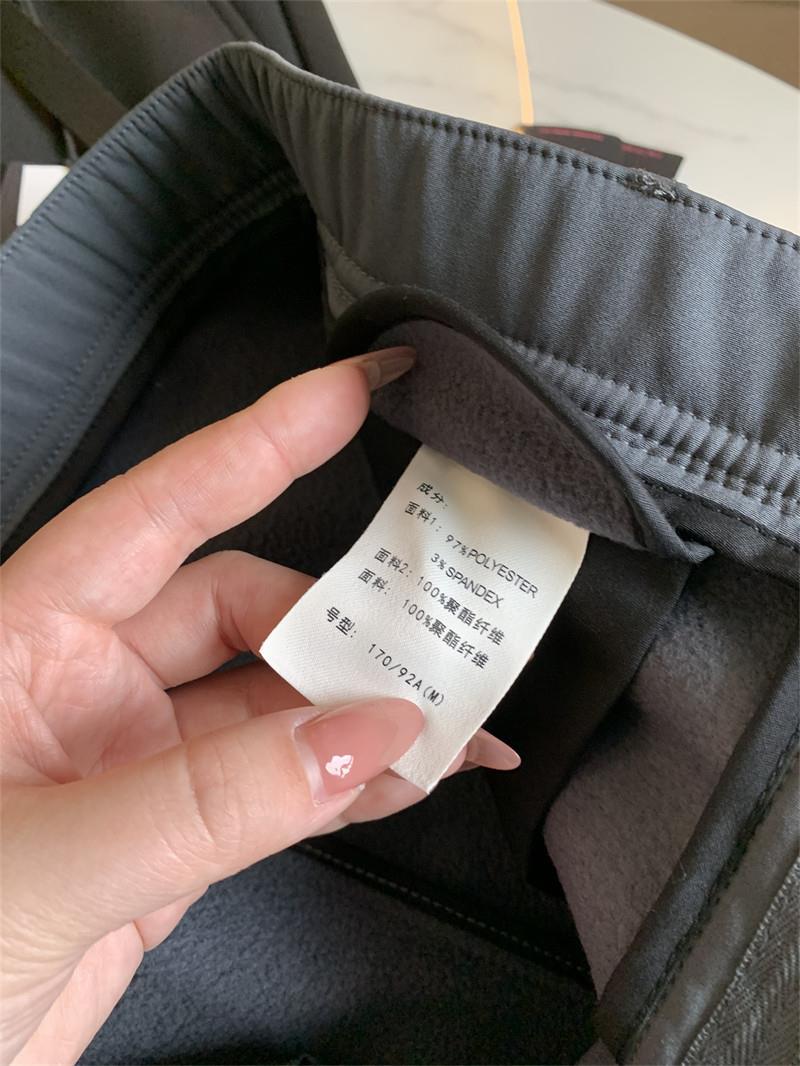 成分:
面料1: 97%POLYESTER
3%SPANDEX
面料2: 100%聚酯纤维
面料: 100%聚酯纤维
号型: 170/92A(M)